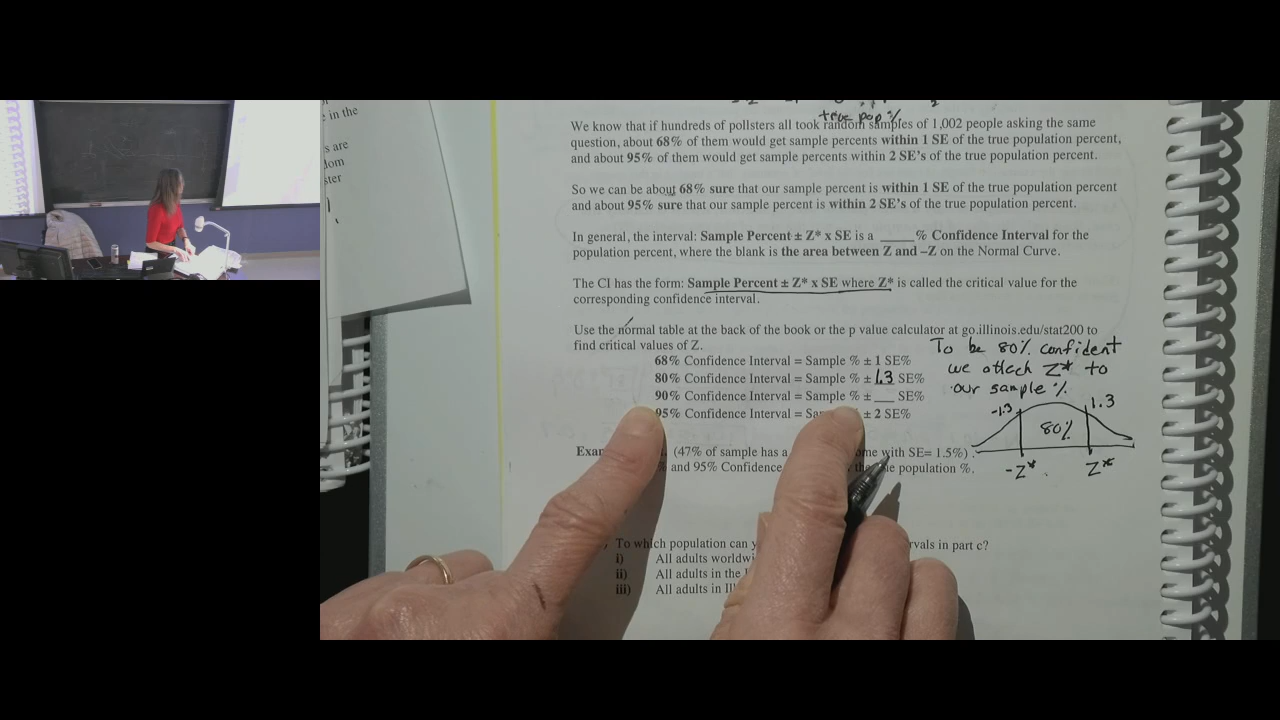 in the
s are
dom
ster
true pop %
We know that if hundreds of pollsters all took random samples of 1,002 people asking the same
question, about 68% of them would get sample percents within 1 SE of the true population percent,
and about 95% of them would get sample percents within 2 SE's of the true population percent.
So we can be about 68% sure that our sample percent is within 1 SE of the true population percent
and about 95% sure that our sample percent is within 2 SE's of the true population percent.
In general, the interval: Sample Percent ± Z* x SE is a ____% Confidence Interval for the
population percent, where the blank is the area between Z and –Z on the Normal Curve.
The CI has the form: Sample Percent ± Z* x SE where Z* is called the critical value for the
corresponding confidence interval.
Use the normal table at the back of the book or the p value calculator at go.illinois.edu/stat200 to
find critical values of Z.
68% Confidence Interval = Sample % ± 1 SE%
80% Confidence Interval = Sample % ± 1.3 SE%
90% Confidence Interval = Sample % ± ___ SE%
95% Confidence Interval = Sa ± 2 SE%
To be 80% confident
we attach Z* to
our sample %
-1.3 1.3
80%
-Z* Z*
Exa (47% of sample has a ome with SE= 1.5%)
% and 95% Confidence the population %.
To which population can y rvals in part c?
i) All adults worldwi
ii) All adults in the
iii) All adults in Il